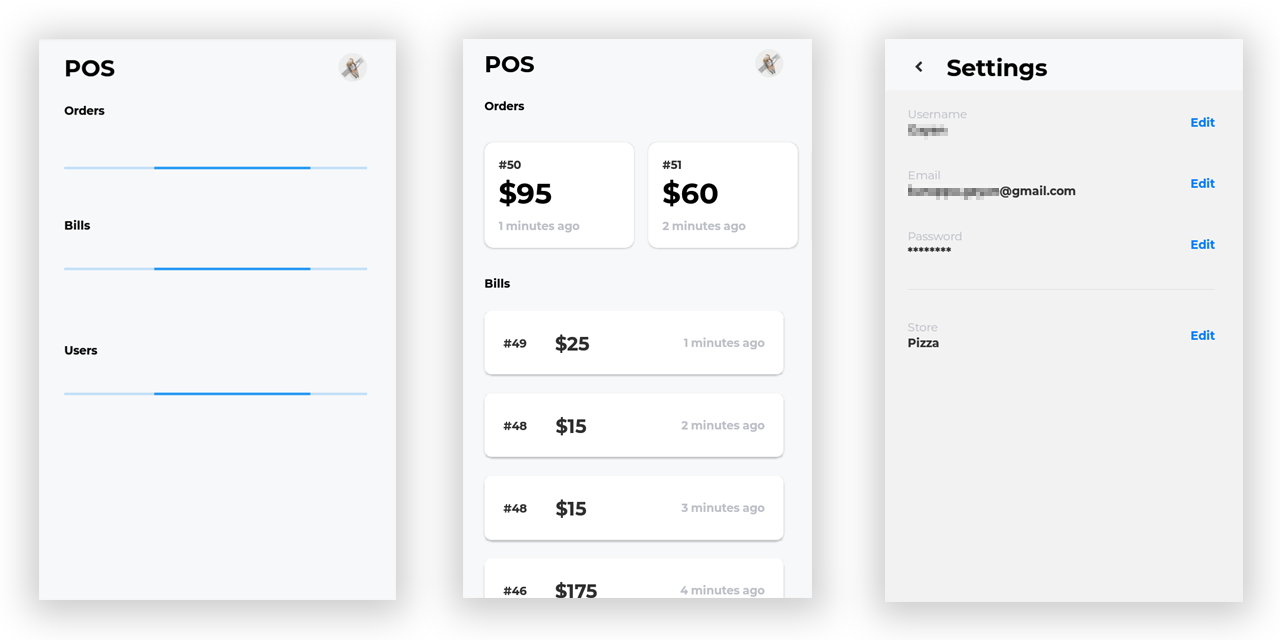 POS
Orders
Bills
Users
POS
Orders
#50
$95
1 minutes ago
#51
$60
2 minutes ago
Bills
#49 $25 1 minutes ago
#48 $15 2 minutes ago
#48 $15 3 minutes ago
#46 $175 4 minutes ago
Settings
Username
Edit
Email
@gmail.com
Edit
Password
********
Edit
Store
Pizza
Edit